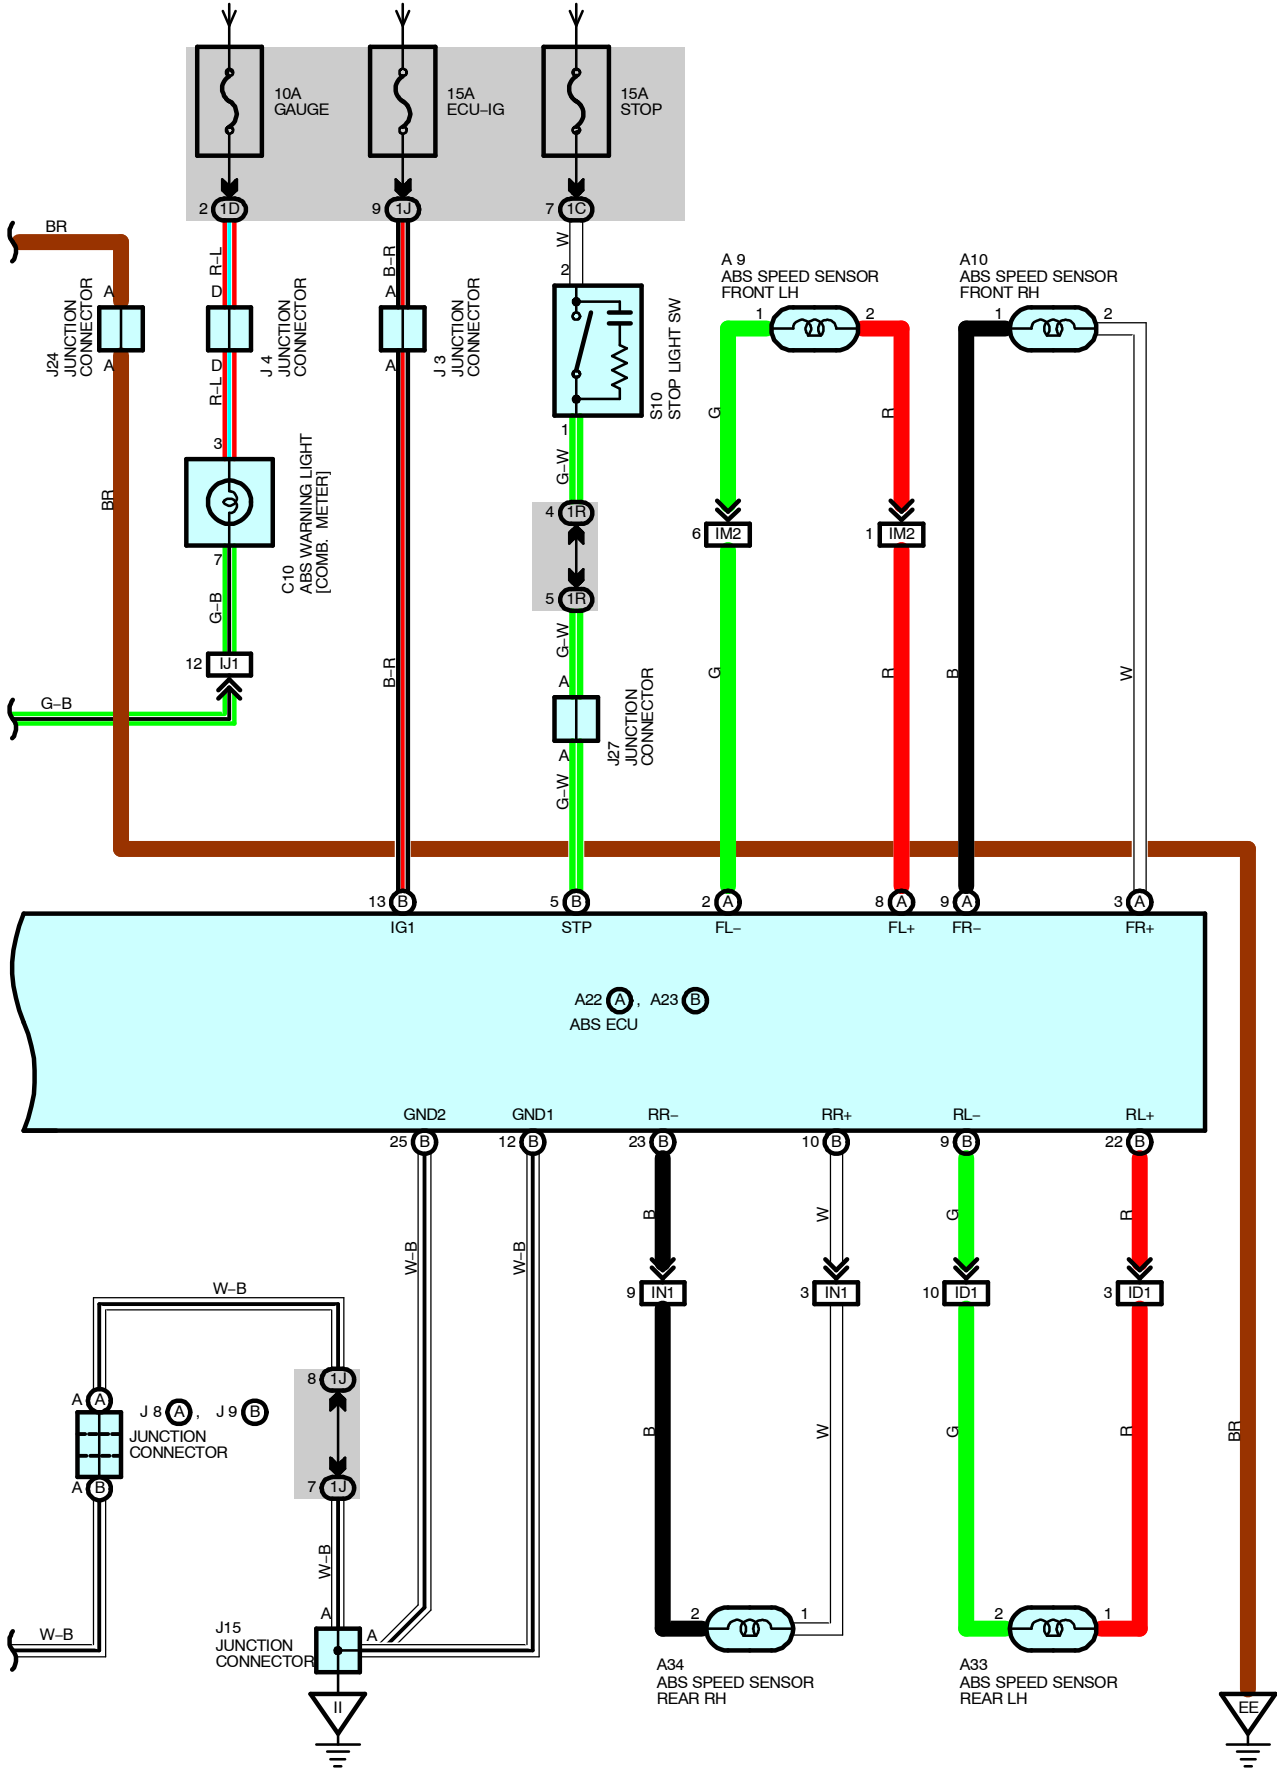 10A
GAUGE
15A
ECU-IG
15A
STOP
2 1D
9 1J
7 1C
BR
R-L
B-R
W
A
D
A
2
J24
JUNCTION
CONNECTOR
J 4
JUNCTION
CONNECTOR
J 3
JUNCTION
CONNECTOR
S10
STOP LIGHT SW
A
D
A
R-L
1
A 9
ABS SPEED SENSOR
FRONT LH
1 2
A10
ABS SPEED SENSOR
FRONT RH
1 2
G
R
BR
3
C10
ABS WARNING LIGHT
[COMB. METER]
7
G-B
12 IJ1
G-B
G-W
4 1R
5 1R
G-W
A
J27
JUNCTION
CONNECTOR
A
G-W
B-R
6 IM2
1 IM2
G
R
B
W
13 B
5 B
2 A
8 A
9 A
3 A
IG1
STP
FL-
FL+
FR-
FR+
A22 A , A23 B
ABS ECU
GND2
GND1
RR-
RR+
RL-
RL+
25 B
12 B
23 B
10 B
9 B
22 B
B
W
G
R
W-B
W-B
W-B
9 IN1
3 IN1
10 ID1
3 ID1
8 1J
A A
J 8 A , J 9 B
JUNCTION
CONNECTOR
A B
7 1J
B
W
G
R
BR
W-B
A
J15
JUNCTION
CONNECTOR
A
W-B
II
2 1
A34
ABS SPEED SENSOR
REAR RH
2 1
A33
ABS SPEED SENSOR
REAR LH
EE